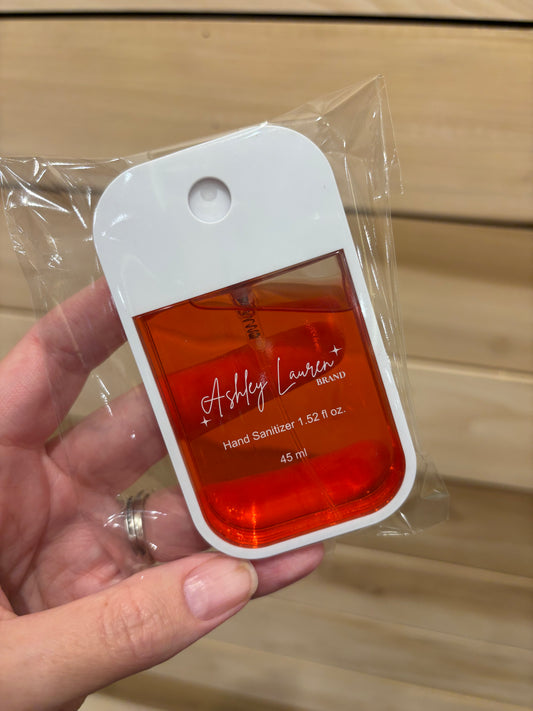 Ashley Lauren
BRAND
Hand Sanitizer 1.52 fl oz.
45 ml